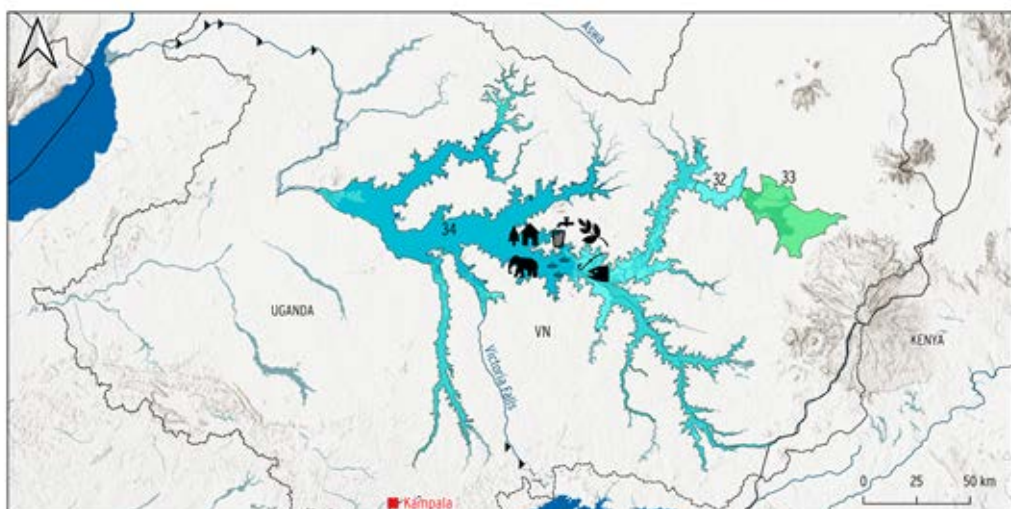 Aswa
32
33
34
UGANDA
VN
KENYA
Victoria Falls
Kampala
0 25 50 km